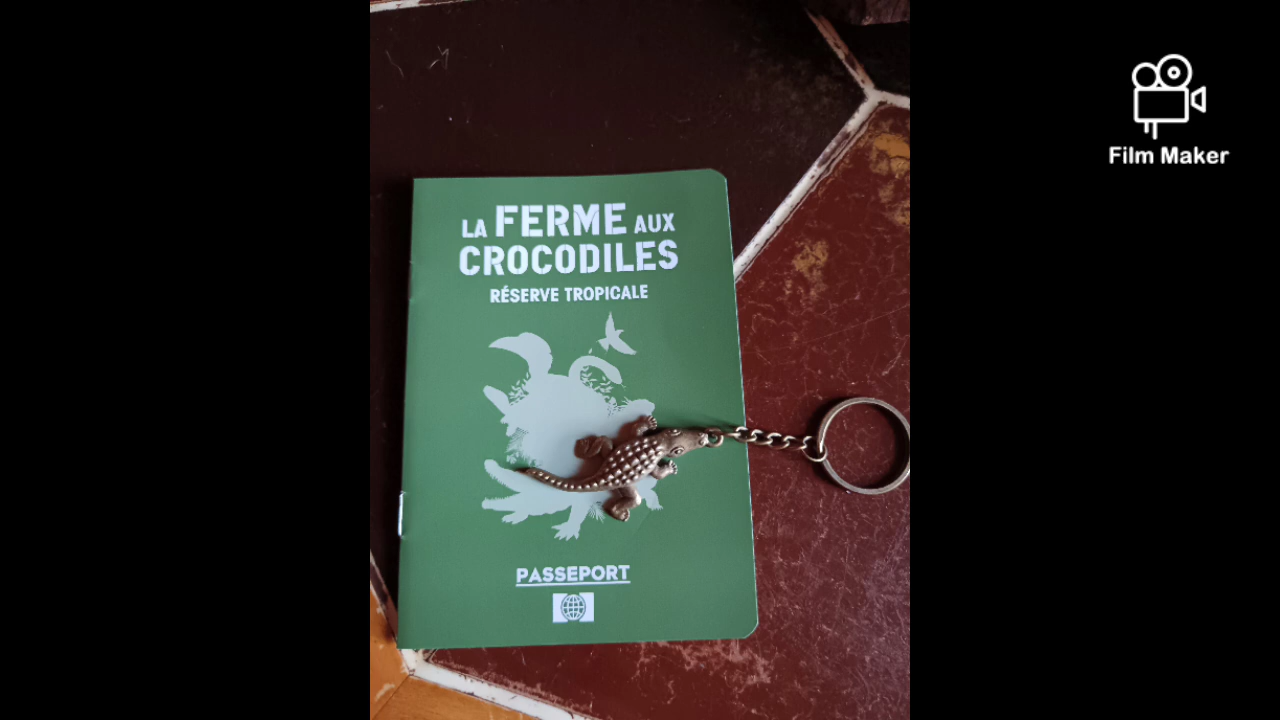 LA FERME AUX
CROCODILES
RÉSERVE TROPICALE
PASSEPORT
Film Maker